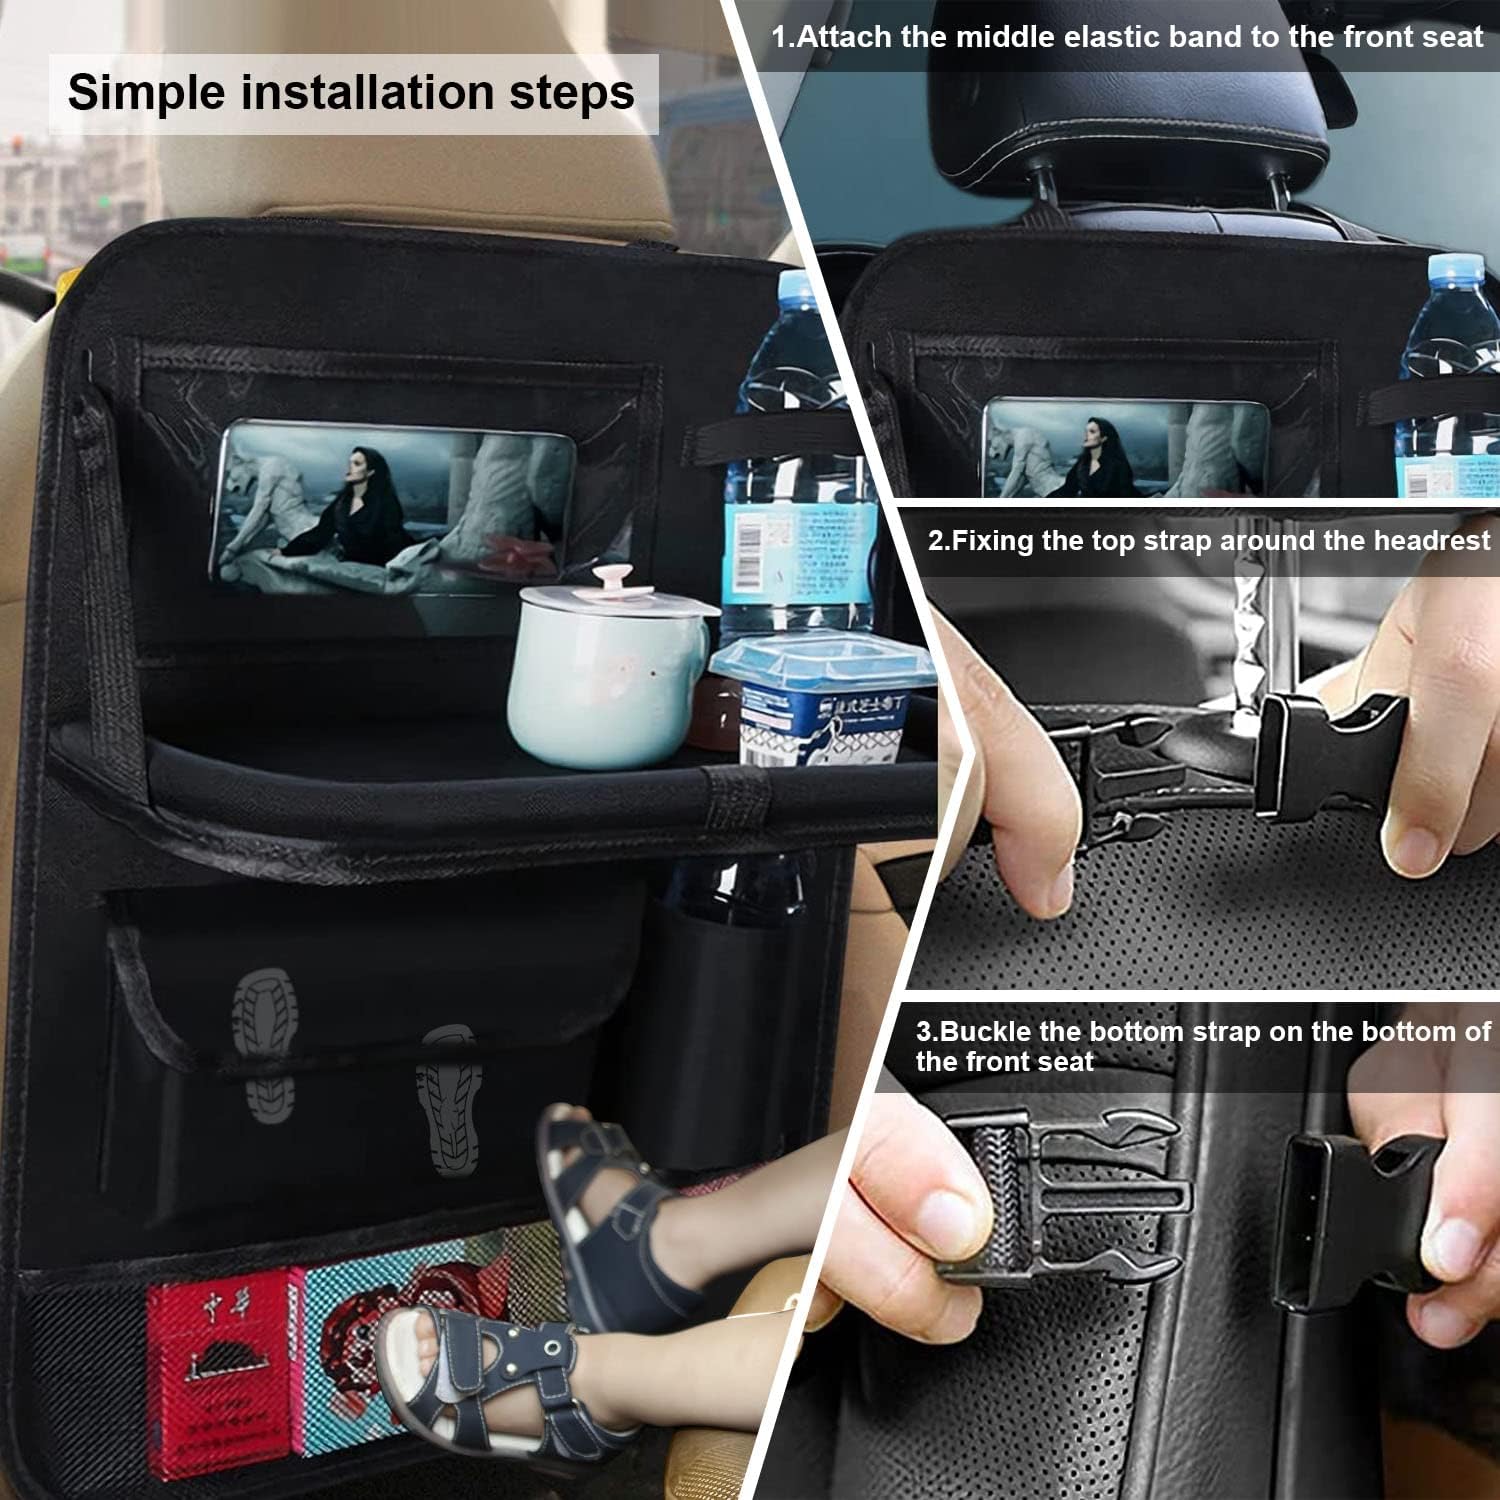 Simple installation steps
1.Attach the middle elastic band to the front seat
2.Fixing the top strap around the headrest
3.Buckle the bottom strap on the bottom of
the front seat
中华